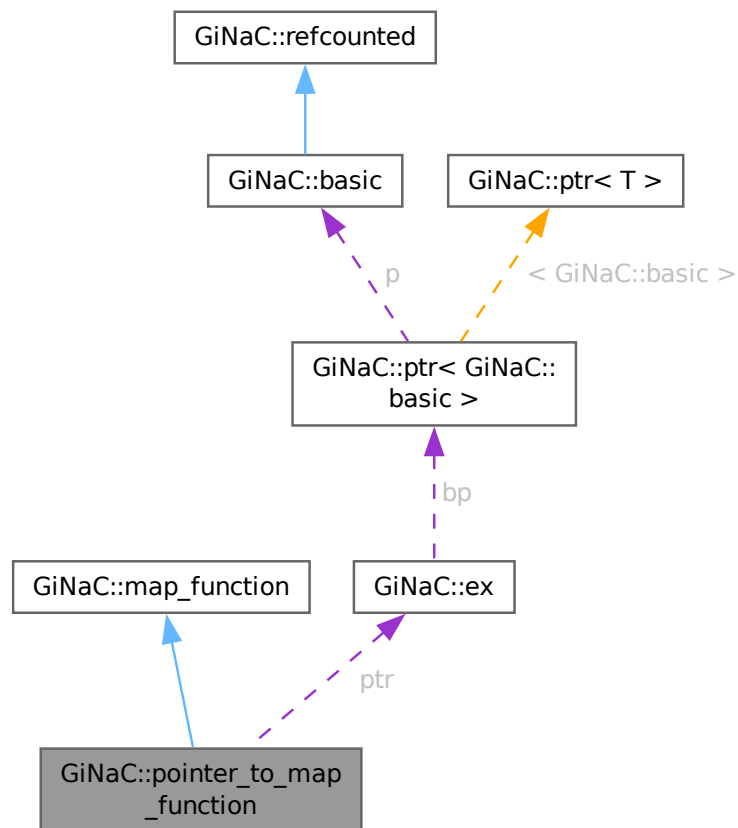 GiNaC::refcounted
GiNaC::basic
GiNaC::ptr< T >
p
< GiNaC::basic >
GiNaC::ptr< GiNaC::
basic >
bp
GiNaC::map_function
GiNaC::ex
ptr
GiNaC::pointer_to_map
_function